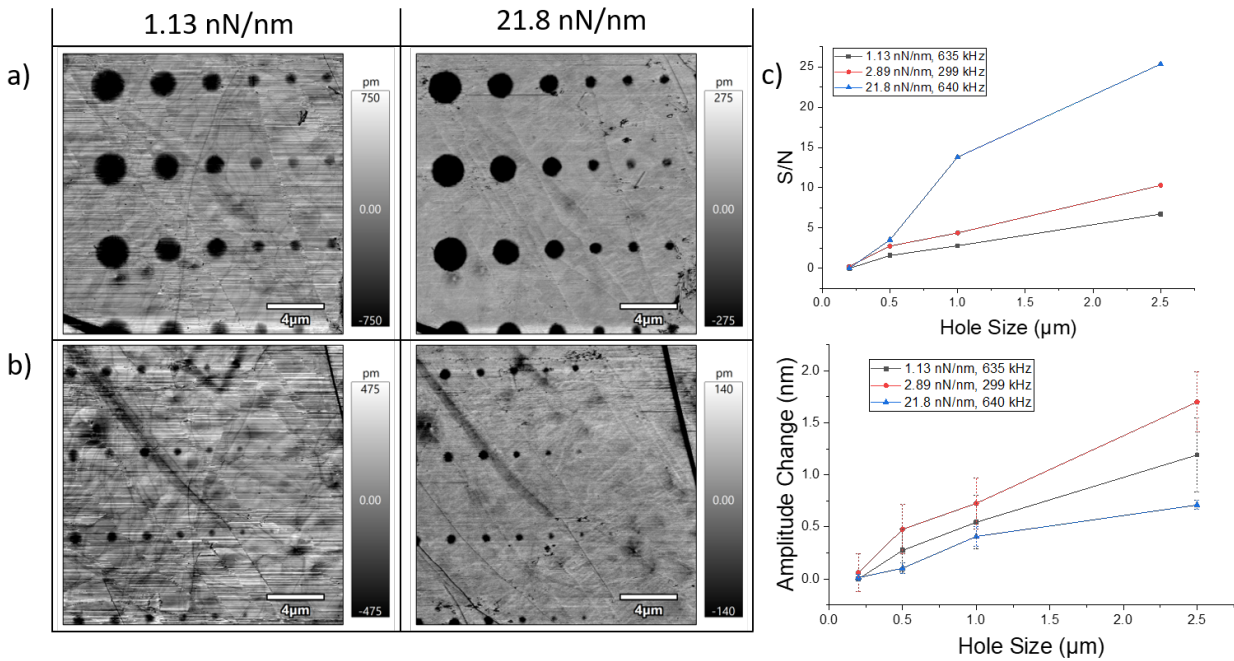 1.13 nN/nm
21.8 nN/nm
a)
pm
750
0.00
-750
4µm
pm
275
0.00
-275
4µm
b)
pm
475
0.00
-475
4µm
pm
140
0.00
-140
4µm
c)
1.13 nN/nm, 635 kHz
2.89 nN/nm, 299 kHz
21.8 nN/nm, 640 kHz
S/N
25
20
15
10
5
0
0.0 0.5 1.0 1.5 2.0 2.5
Hole Size (µm)
1.13 nN/nm, 635 kHz
2.89 nN/nm, 299 kHz
21.8 nN/nm, 640 kHz
Amplitude Change (nm)
2.0
1.5
1.0
0.5
0.0
0.0 0.5 1.0 1.5 2.0 2.5
Hole Size (µm)